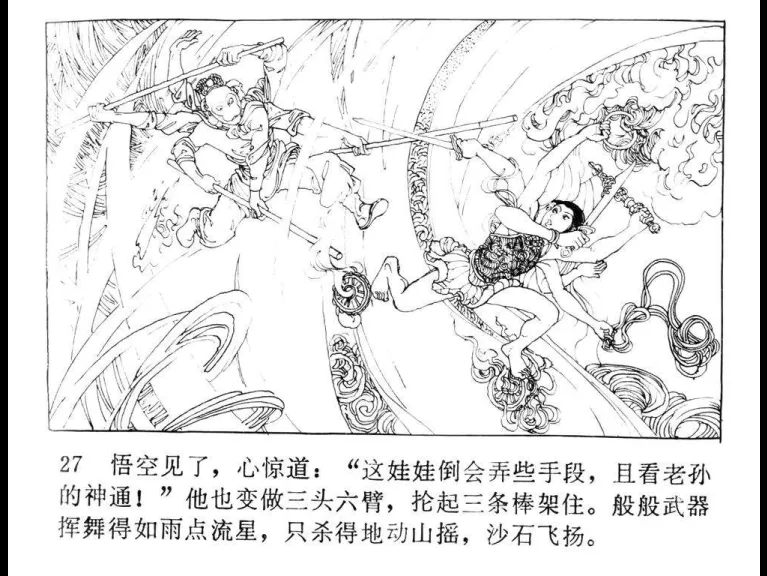 27 悟空见了，心惊道：“这娃娃倒会弄些手段，且看老孙
的神通！”他也变做三头六臂，抡起三条棒架住。般般武器
挥舞得如雨点流星，只杀得地动山摇，沙石飞扬。